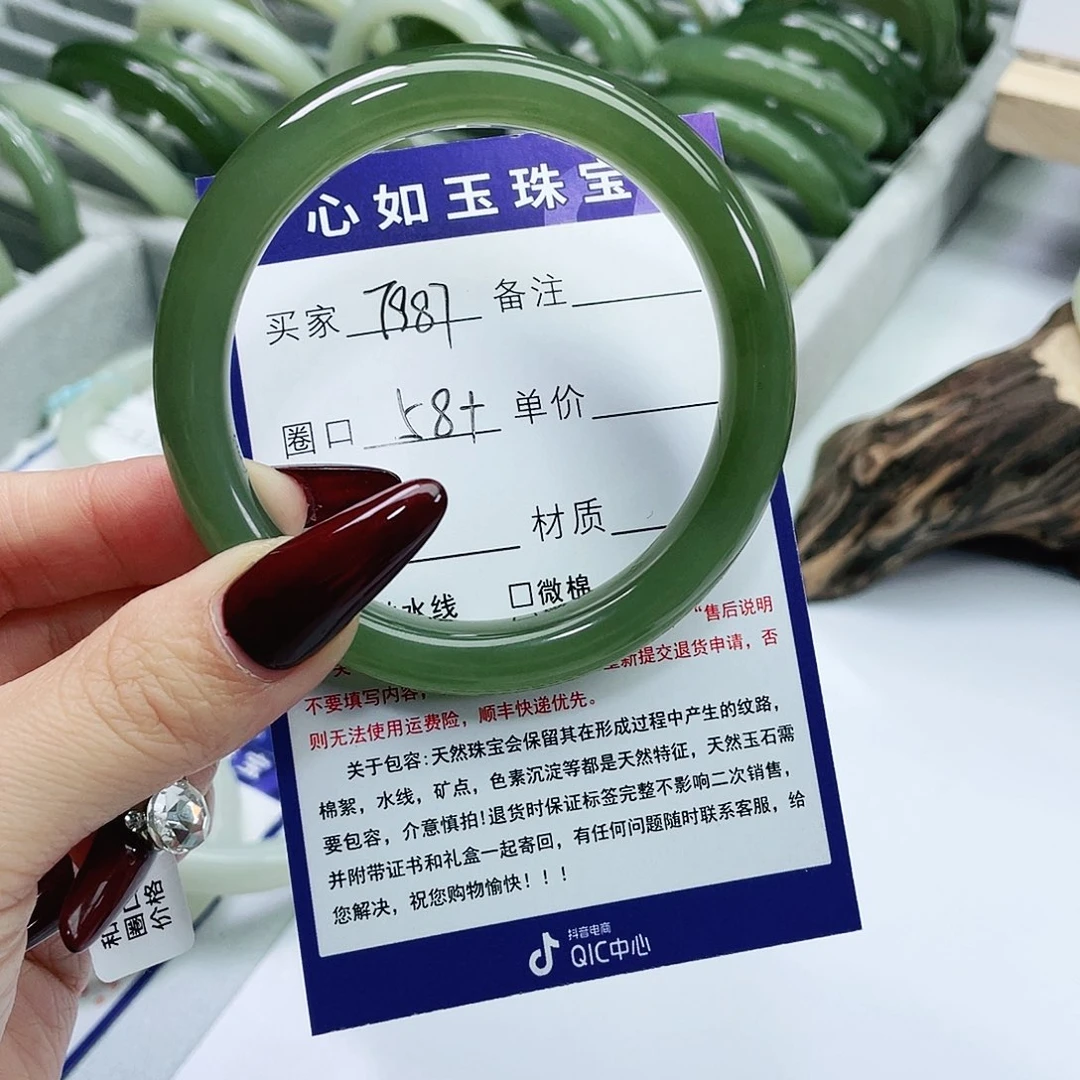 心如玉珠宝
买家 7887 备注
圈口 58+ 单价
材质
水线 □微棉
"售后说明
新提交退货申请，否
不要填写内容，
则无法使用运费险，顺丰快递优先。
关于包容：天然珠宝会保留其在形成过程中产生的纹路，
棉絮，水线，矿点，色素沉淀等都是天然特征，天然玉石需
要包容，介意慎拍！退货时保证标签完整不影响二次销售，
并附带证书和礼盒一起寄回，有任何问题随时联系客服，给
您解决，祝您购物愉快！！！
抖音电商
QIC中心
圈口
价格